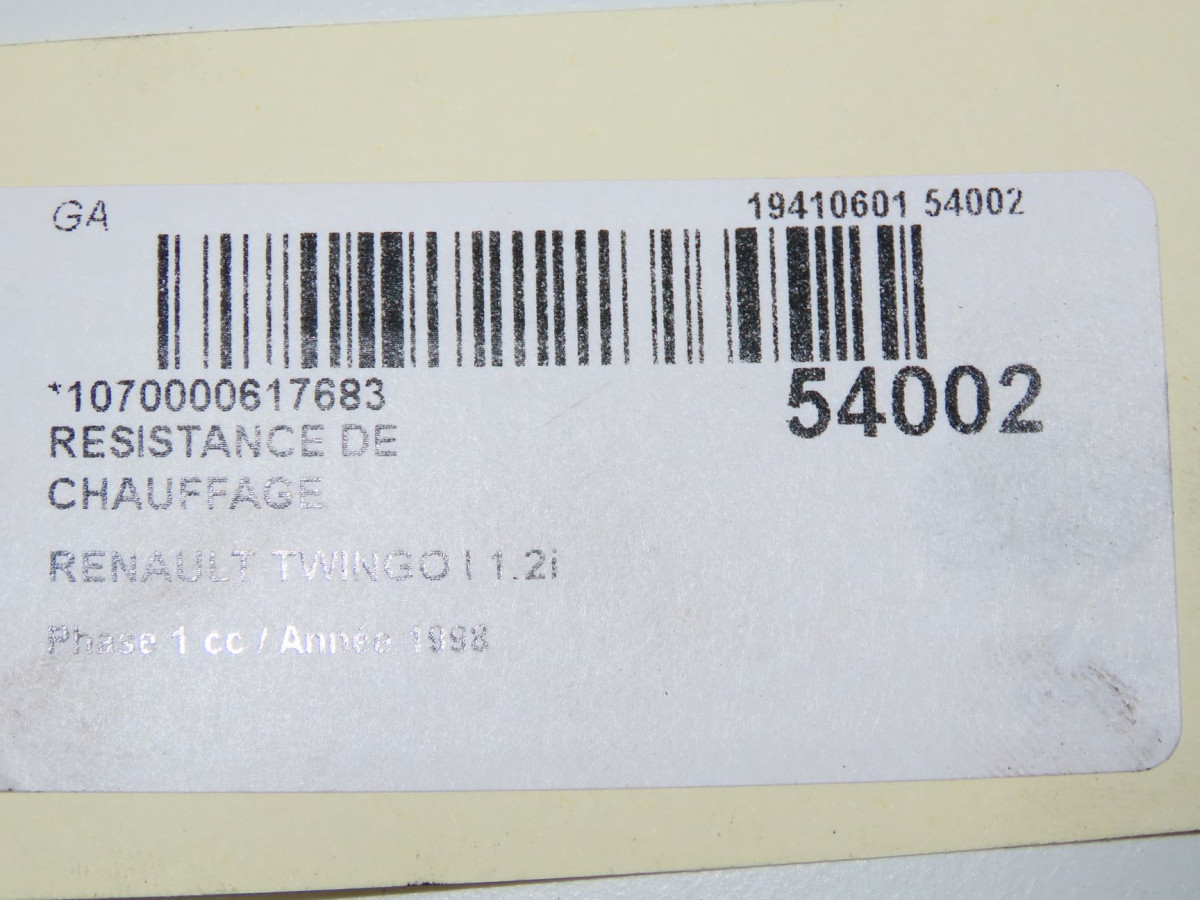 GA
19410601 54002
*1070000617683
54002
RESISTANCE DE
CHAUFFAGE
RENAULT TWINGO I 1.2i
Phase 1 cc / Année 1998